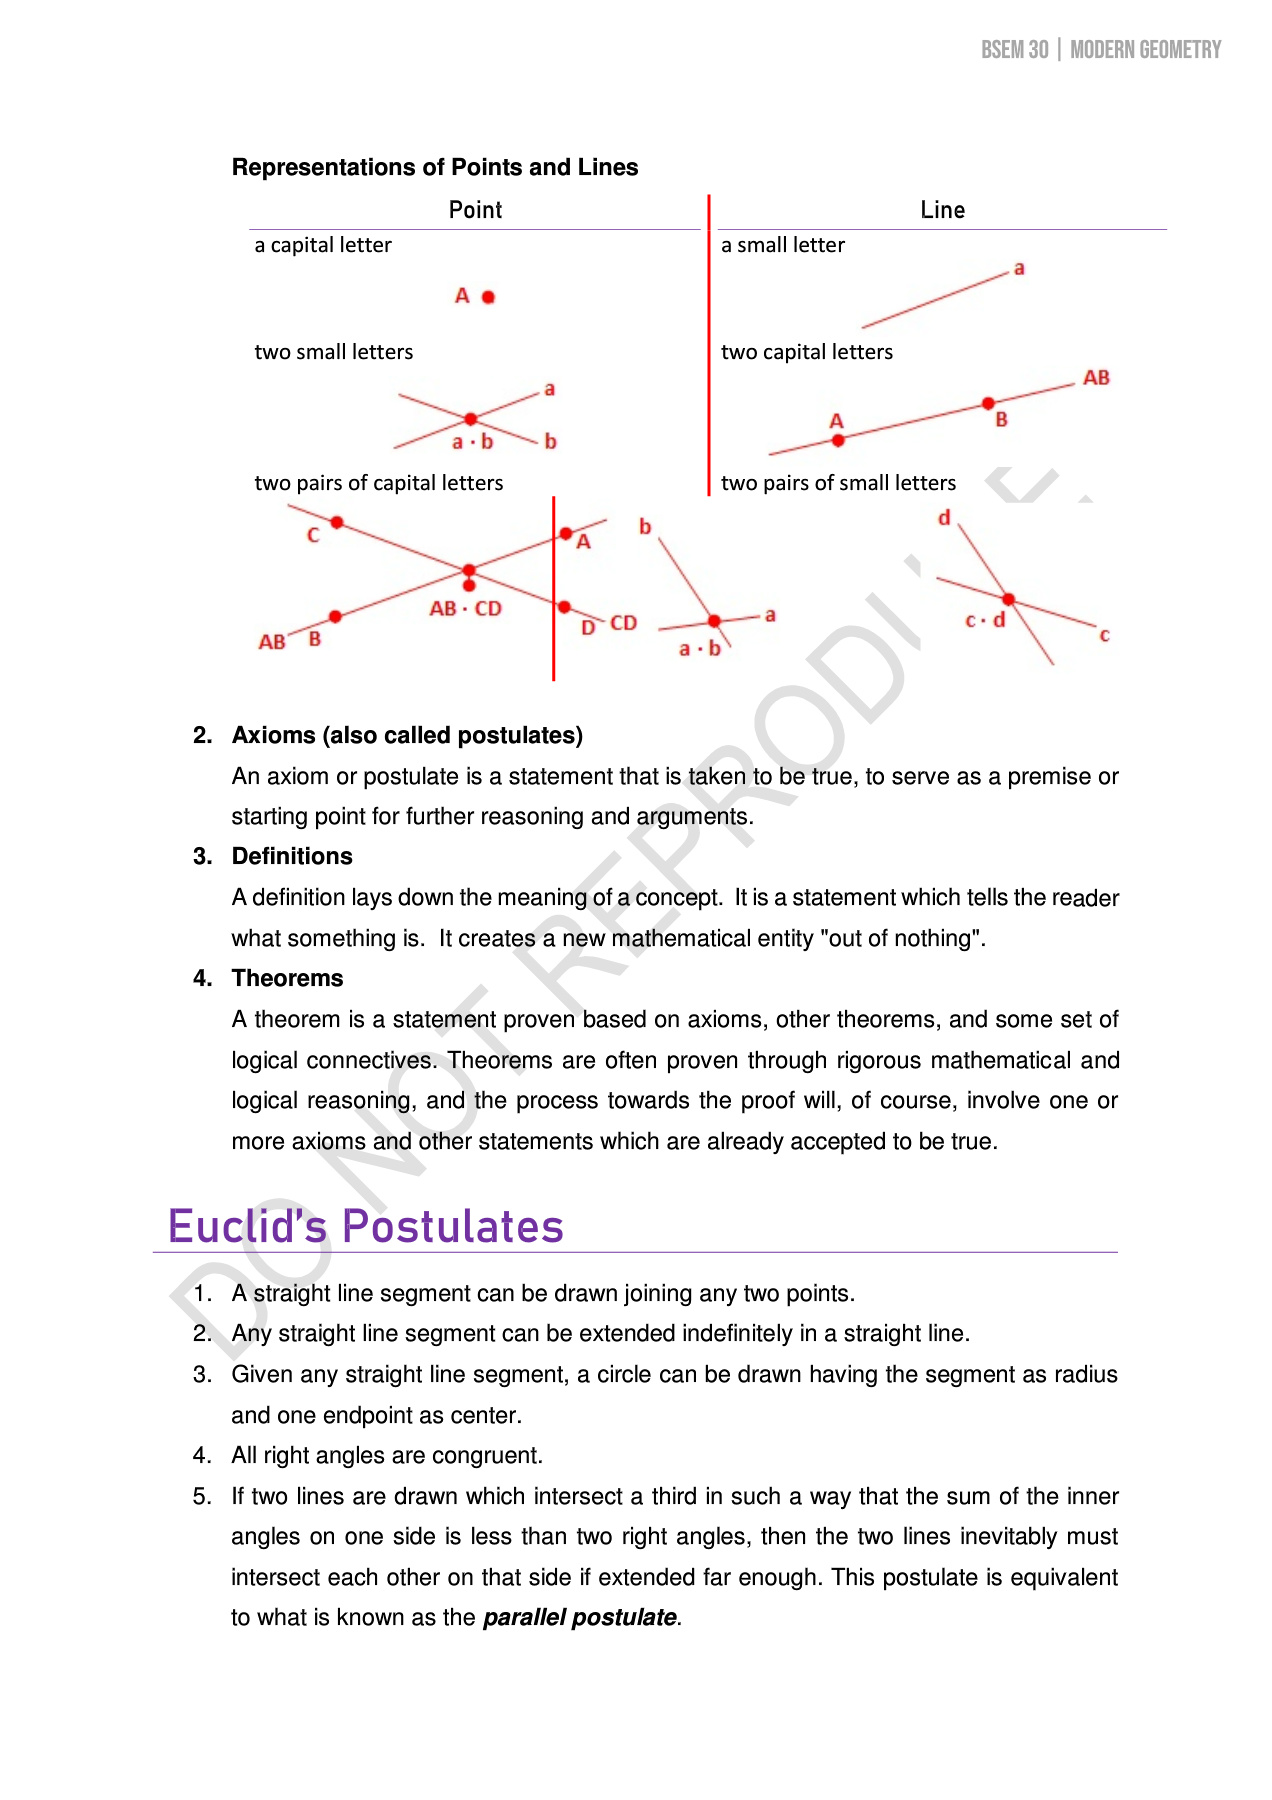 BSEM 30 | MODERN GEOMETRY
Representations of Points and Lines
Point
Line
a capital letter
a small letter
A
a
two small letters
two capital letters
a
b
a · b
AB
A
B
two pairs of capital letters
two pairs of small letters
C
A
AB · CD
AB
B
D
CD
b
a
a · b
d
c · d
c
2. Axioms (also called postulates)
An axiom or postulate is a statement that is taken to be true, to serve as a premise or
starting point for further reasoning and arguments.
3. Definitions
A definition lays down the meaning of a concept. It is a statement which tells the reader
what something is. It creates a new mathematical entity "out of nothing".
4. Theorems
A theorem is a statement proven based on axioms, other theorems, and some set of
logical connectives. Theorems are often proven through rigorous mathematical and
logical reasoning, and the process towards the proof will, of course, involve one or
more axioms and other statements which are already accepted to be true.
Euclid's Postulates
1. A straight line segment can be drawn joining any two points.
2. Any straight line segment can be extended indefinitely in a straight line.
3. Given any straight line segment, a circle can be drawn having the segment as radius
and one endpoint as center.
4. All right angles are congruent.
5. If two lines are drawn which intersect a third in such a way that the sum of the inner
angles on one side is less than two right angles, then the two lines inevitably must
intersect each other on that side if extended far enough. This postulate is equivalent
to what is known as the parallel postulate.
DO NOT